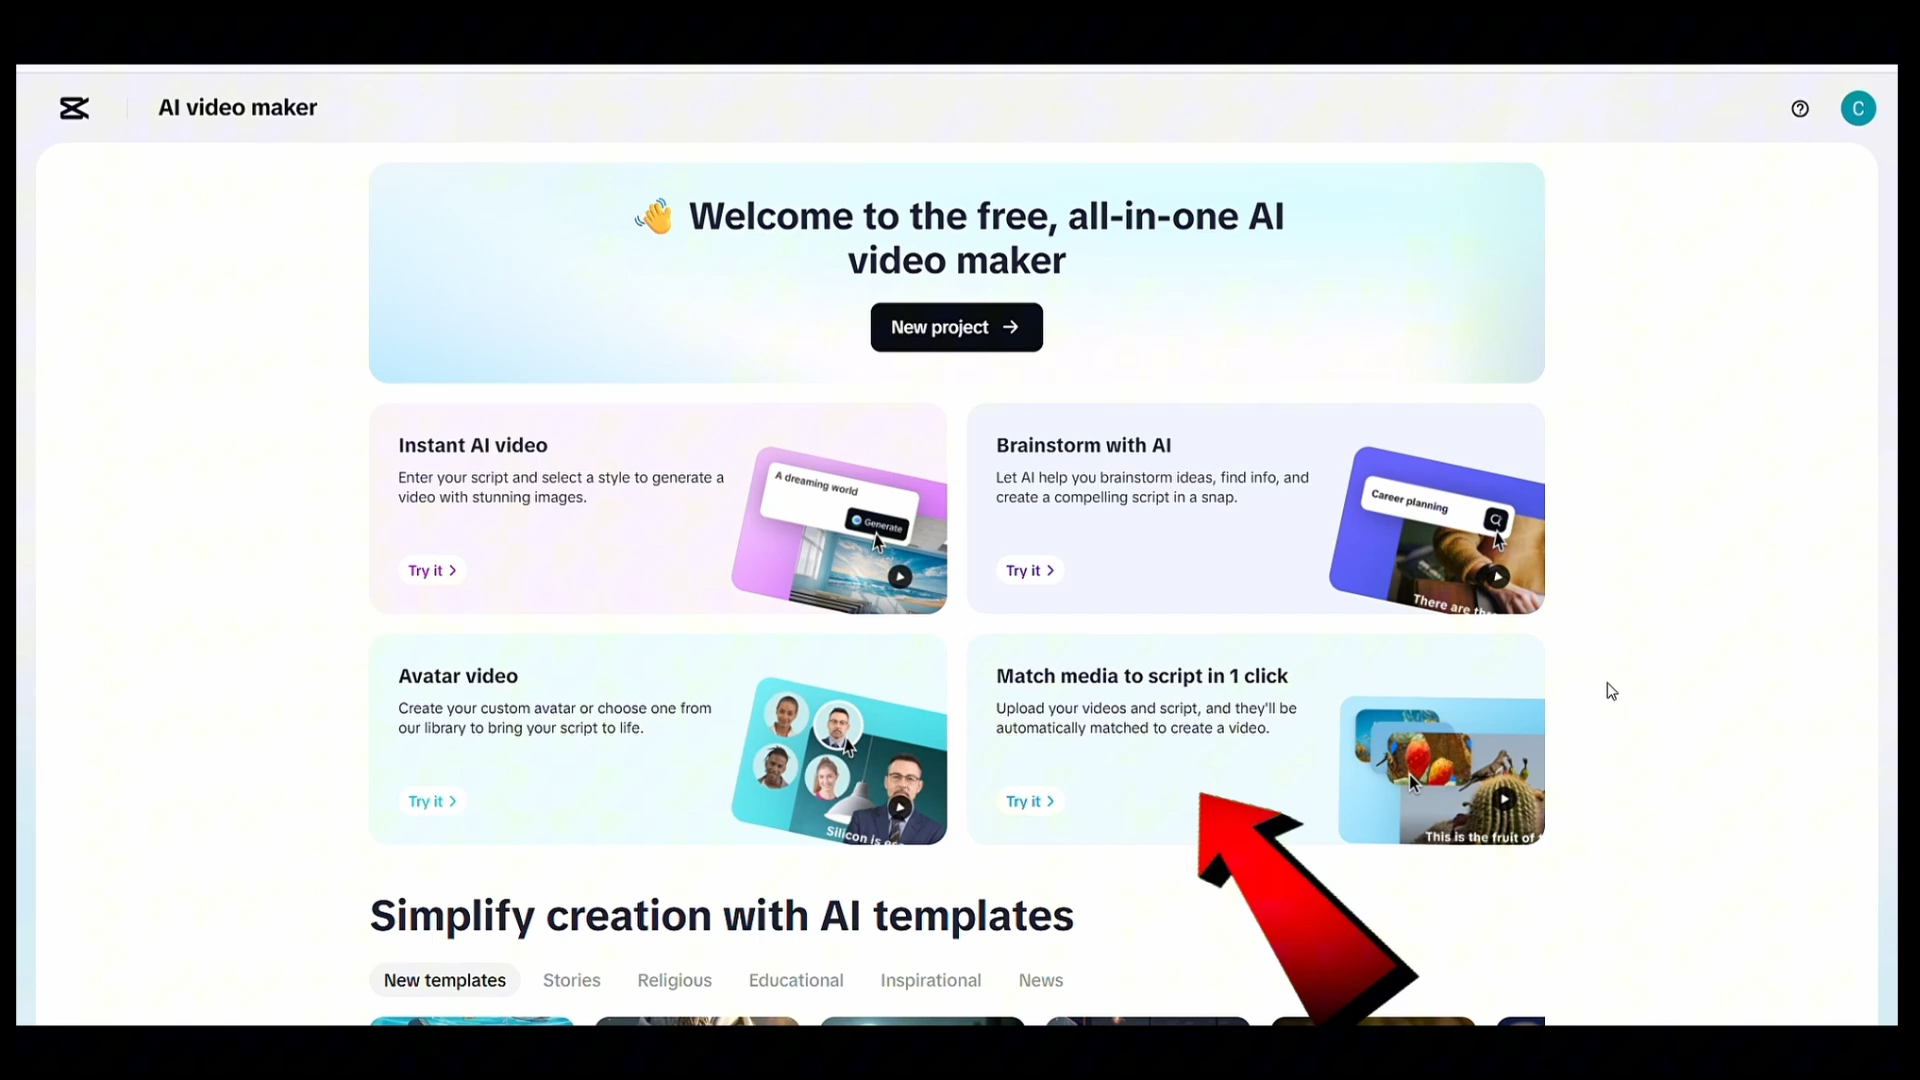 AI video maker
C
👋 Welcome to the free, all-in-one AI
video maker
New project →
Instant AI video
Enter your script and select a style to generate a
video with stunning images.
Try it >
A dreaming world
Generate
Brainstorm with AI
Let AI help you brainstorm ideas, find info, and
create a compelling script in a snap.
Try it >
Career planning
There are
Avatar video
Create your custom avatar or choose one from
our library to bring your script to life.
Try it >
Silicon is
Match media to script in 1 click
Upload your videos and script, and they'll be
automatically matched to create a video.
Try it >
This is the fruit of
Simplify creation with AI templates
New templates
Stories
Religious
Educational
Inspirational
News